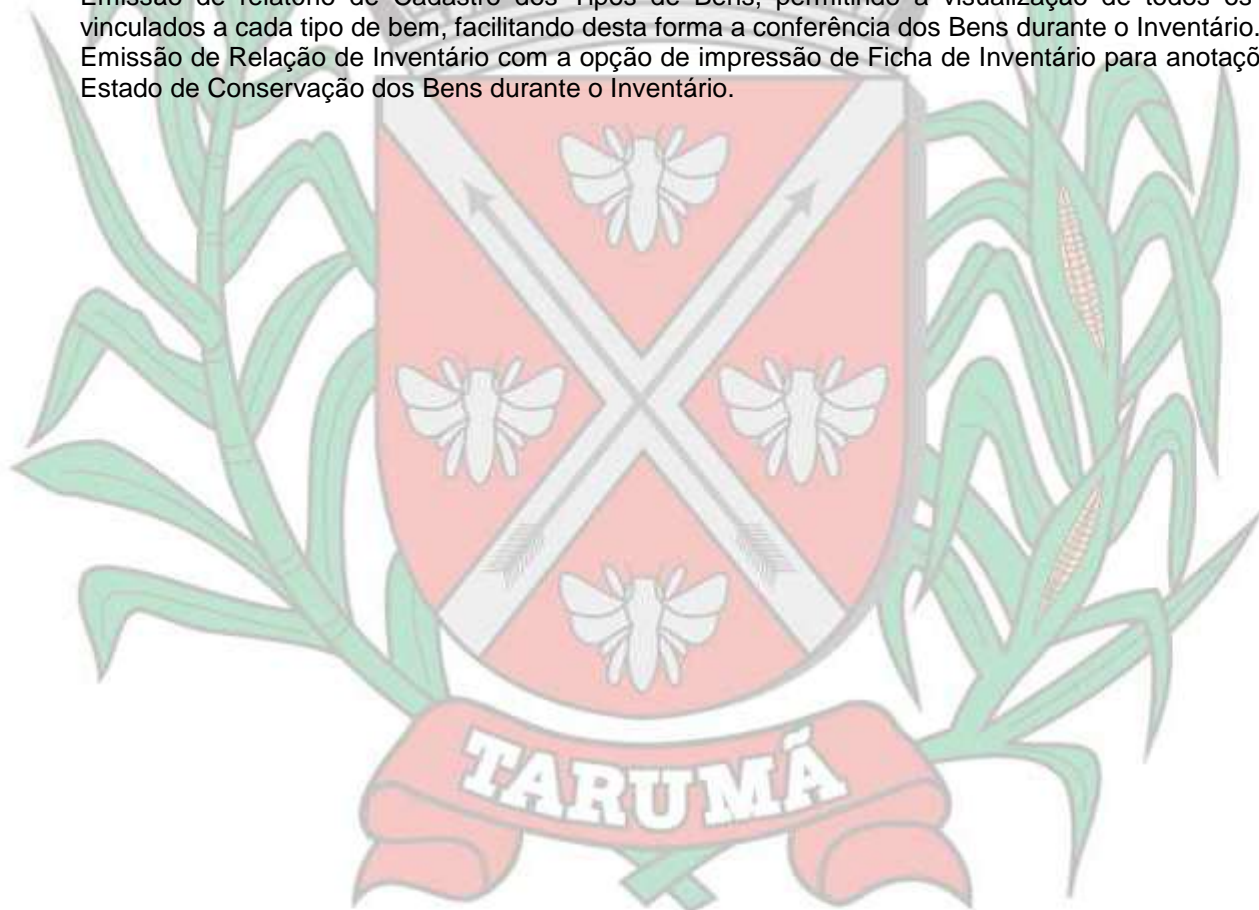 Emissão de relatório de Cadastro dos Tipos de Bens, permitindo a visualização de todos os
vinculados a cada tipo de bem, facilitando desta forma a conferência dos Bens durante o Inventário.
Emissão de Relação de Inventário com a opção de impressão de Ficha de Inventário para
Estado de Conservação dos Bens durante o Inventário.
TARUMÃ